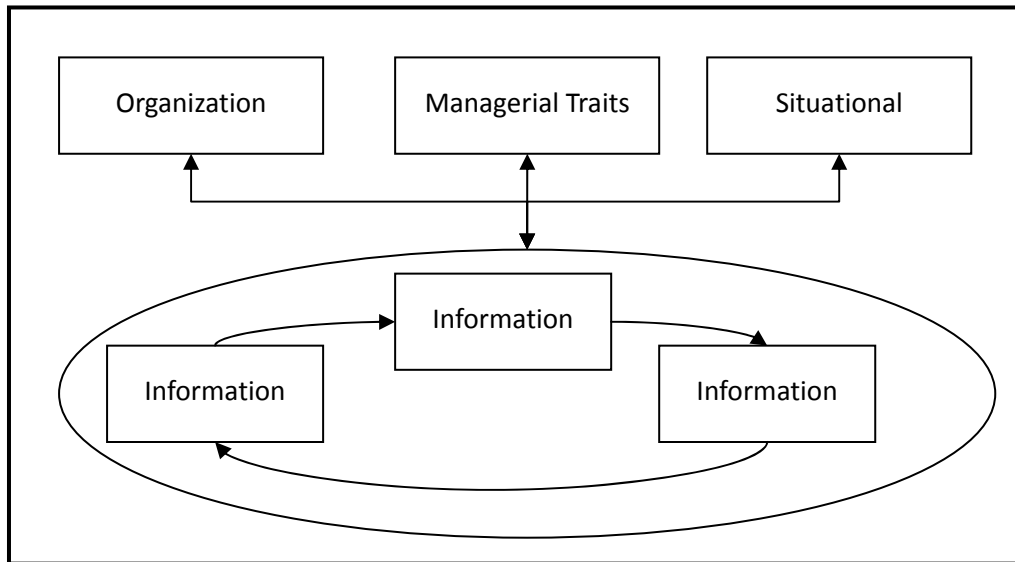 Organization
Managerial Traits
Situational
Information
Information
Information